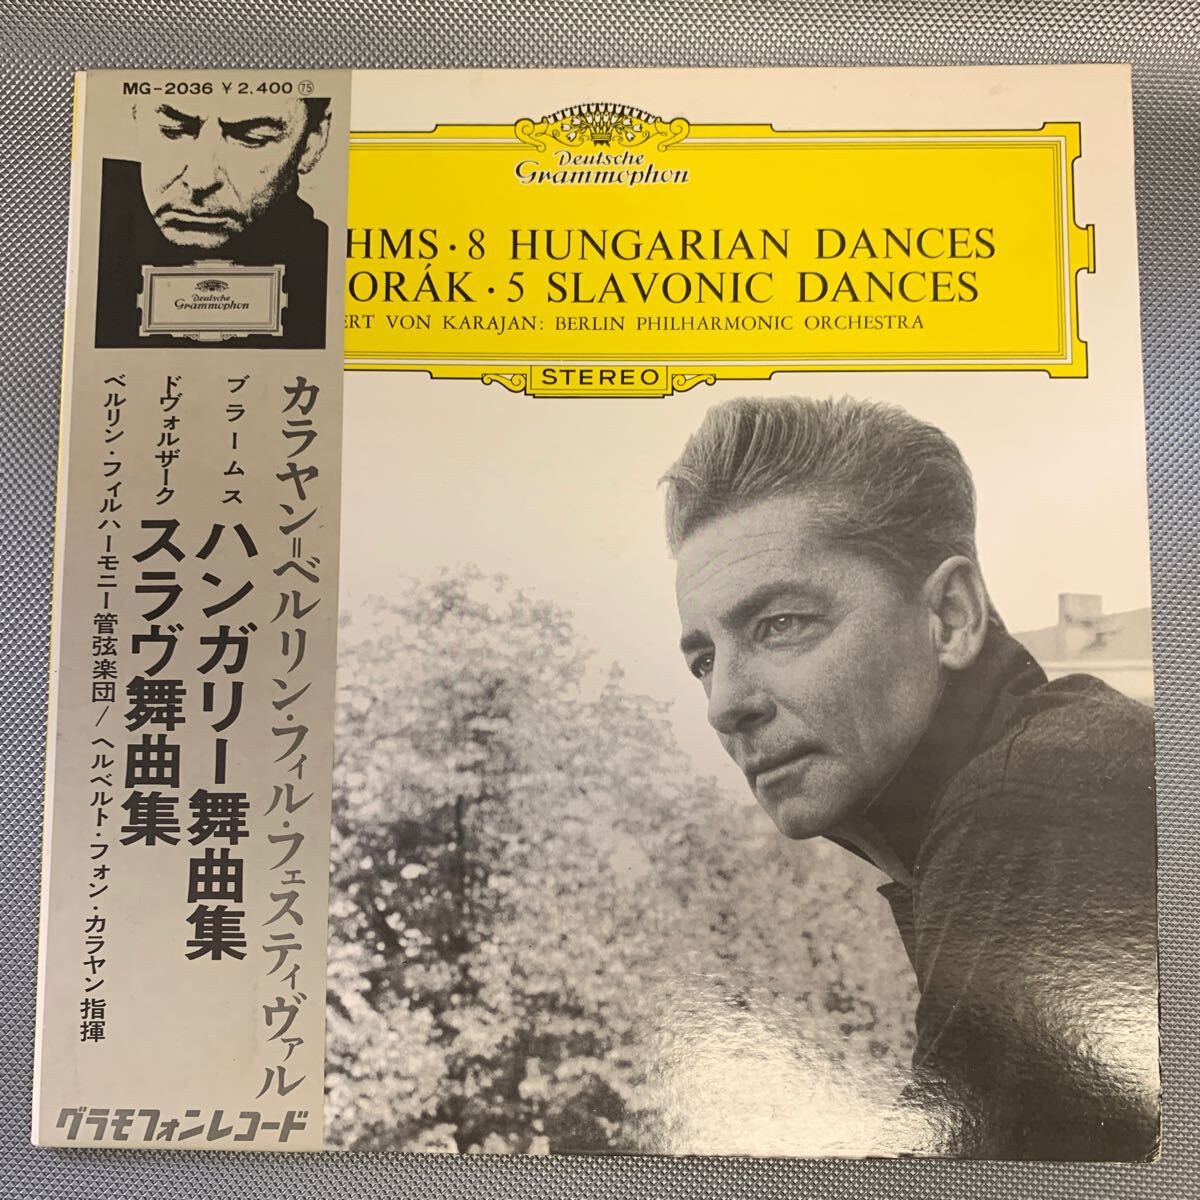 MG-2036 ¥2,400 75
Deutsche
Grammophon
カラヤン=ベルリン・フィル・フェスティヴァル
ブラームス ハンガリー舞曲集
ドヴォルザーク スラヴ舞曲集
ベルリン・フィルハーモニー管弦楽団/ヘルベルト・フォン・カラヤン指揮
グラモフォンレコード
Deutsche
Grammophon
HMS・8 HUNGARIAN DANCES
ORÁK・5 SLAVONIC DANCES
ERT VON KARAJAN: BERLIN PHILHARMONIC ORCHESTRA
STEREO